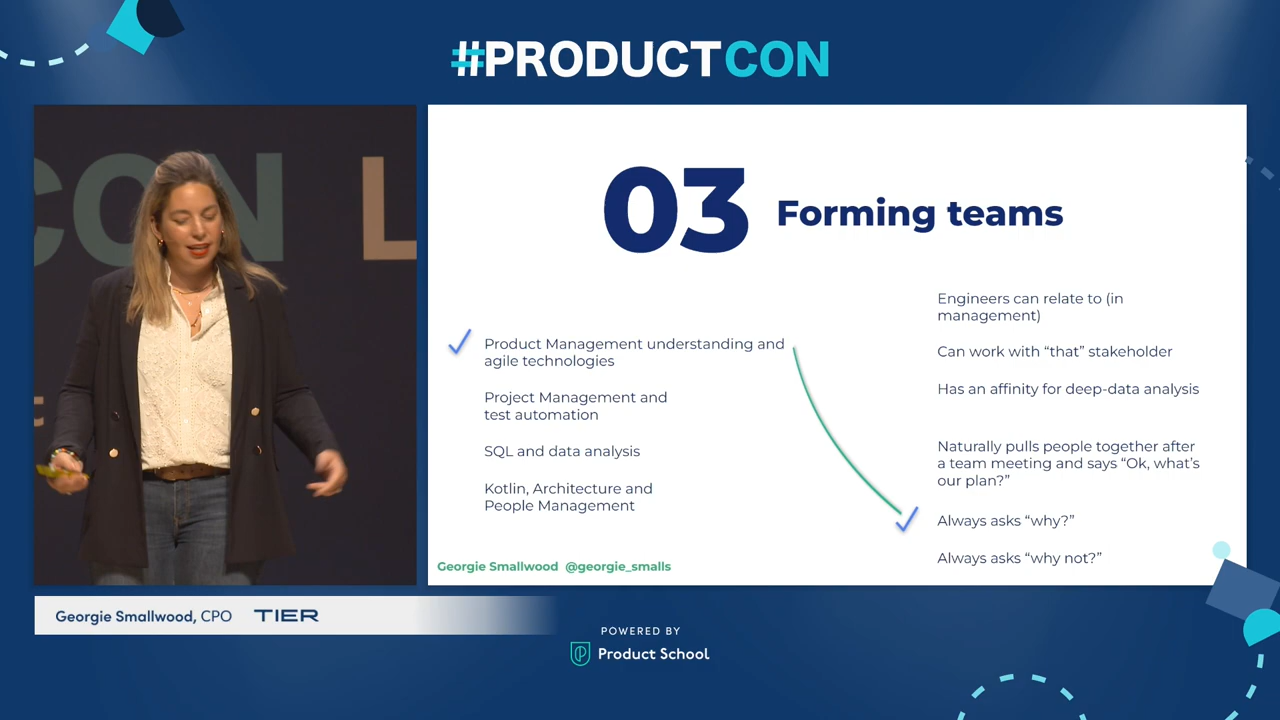 #PRODUCTCON
CON L
03 Forming teams
Product Management understanding and
agile technologies
Project Management and
test automation
SQL and data analysis
Kotlin, Architecture and
People Management
Engineers can relate to (in
management)
Can work with “that” stakeholder
Has an affinity for deep-data analysis
Naturally pulls people together after
a team meeting and says “Ok, what’s
our plan?”
Always asks “why?”
Always asks “why not?”
Georgie Smallwood @georgie_smalls
Georgie Smallwood, CPO TIER
POWERED BY
Product School